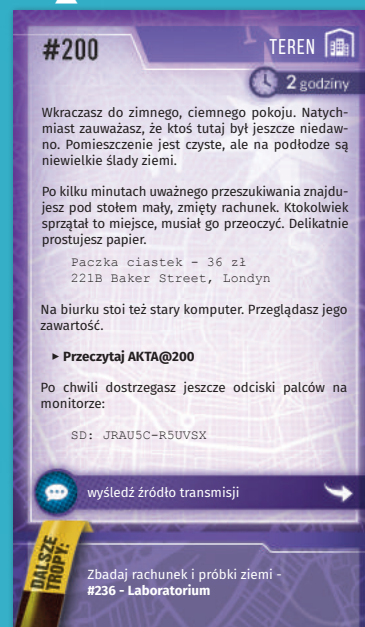 #200
TEREN
2 godziny
Wkraczasz do zimnego, ciemnego pokoju. Natych-
miast zauważasz, że ktoś tutaj był jeszcze niedaw-
no. Pomieszczenie jest czyste, ale na podłodze są
niewielkie ślady ziemi.
Po kilku minutach uważnego przeszukiwania znajdu-
jesz pod stołem mały, zmięty rachunek. Ktokolwiek
sprzątał to miejsce, musiał go przeoczyć. Delikatnie
prostujesz papier.
Paczka ciastek - 36 zł
221B Baker Street, Londyn
Na biurku stoi też stary komputer. Przeglądasz jego
zawartość.
▸ Przeczytaj AKTA@200
Po chwili dostrzegasz jeszcze odciski palców na
monitorze:
SD: JRAU5C-R5UVSX
wyśledź źródło transmisji
DALSZE
TROPY:
Zbadaj rachunek i próbki ziemi -
#236 - Laboratorium